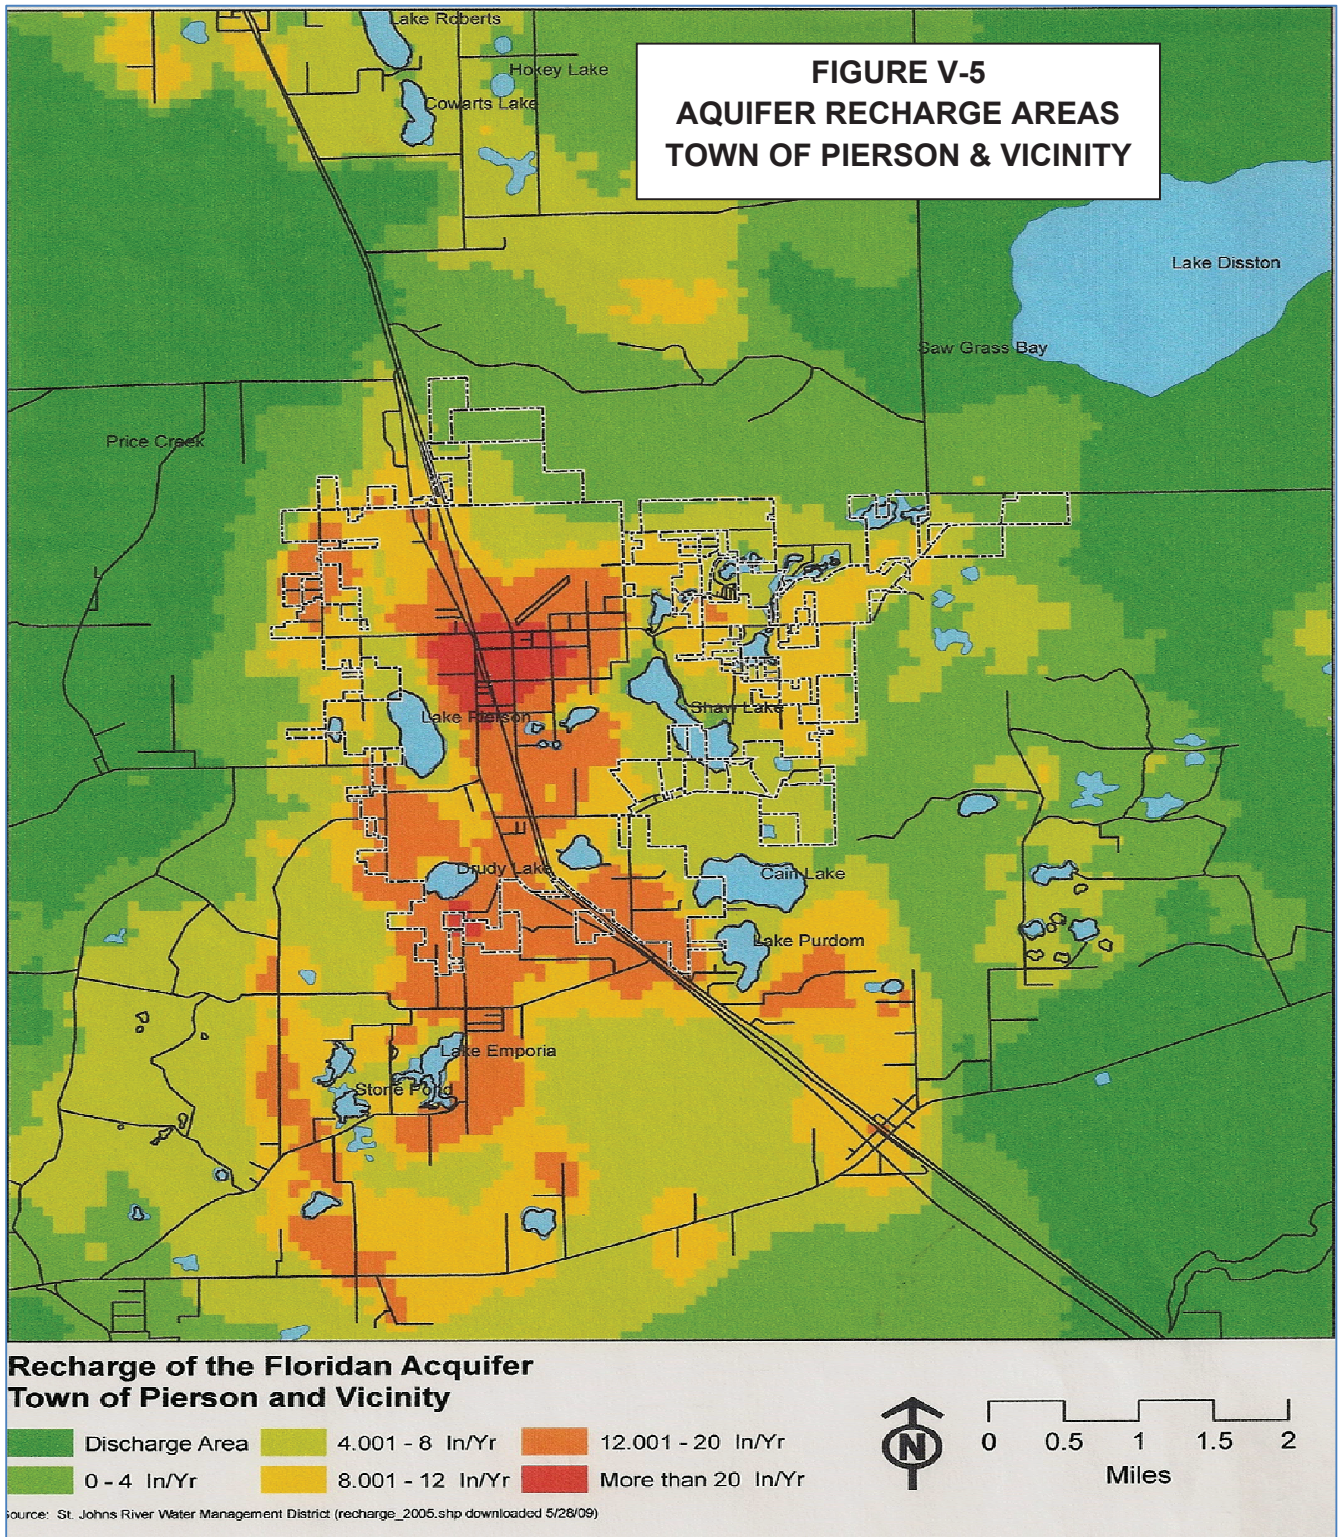 Lake Roberts
Hokey Lake
Cowarts Lake
FIGURE V-5
AQUIFER RECHARGE AREAS
TOWN OF PIERSON & VICINITY
Lake Disston
Saw Grass Bay
Price Creek
Shaw Lake
Lake Pierson
Drudy Lake
Cain Lake
Lake Purdom
Lake Emporia
Stone Pond
Recharge of the Floridan Acquifer
Town of Pierson and Vicinity
Discharge Area
0 - 4 In/Yr
4.001 - 8 In/Yr
8.001 - 12 In/Yr
12.001 - 20 In/Yr
More than 20 In/Yr
N
0 0.5 1 1.5 2
Miles
Source: St. Johns River Water Management District (recharge_2005.shp downloaded 5/28/09)